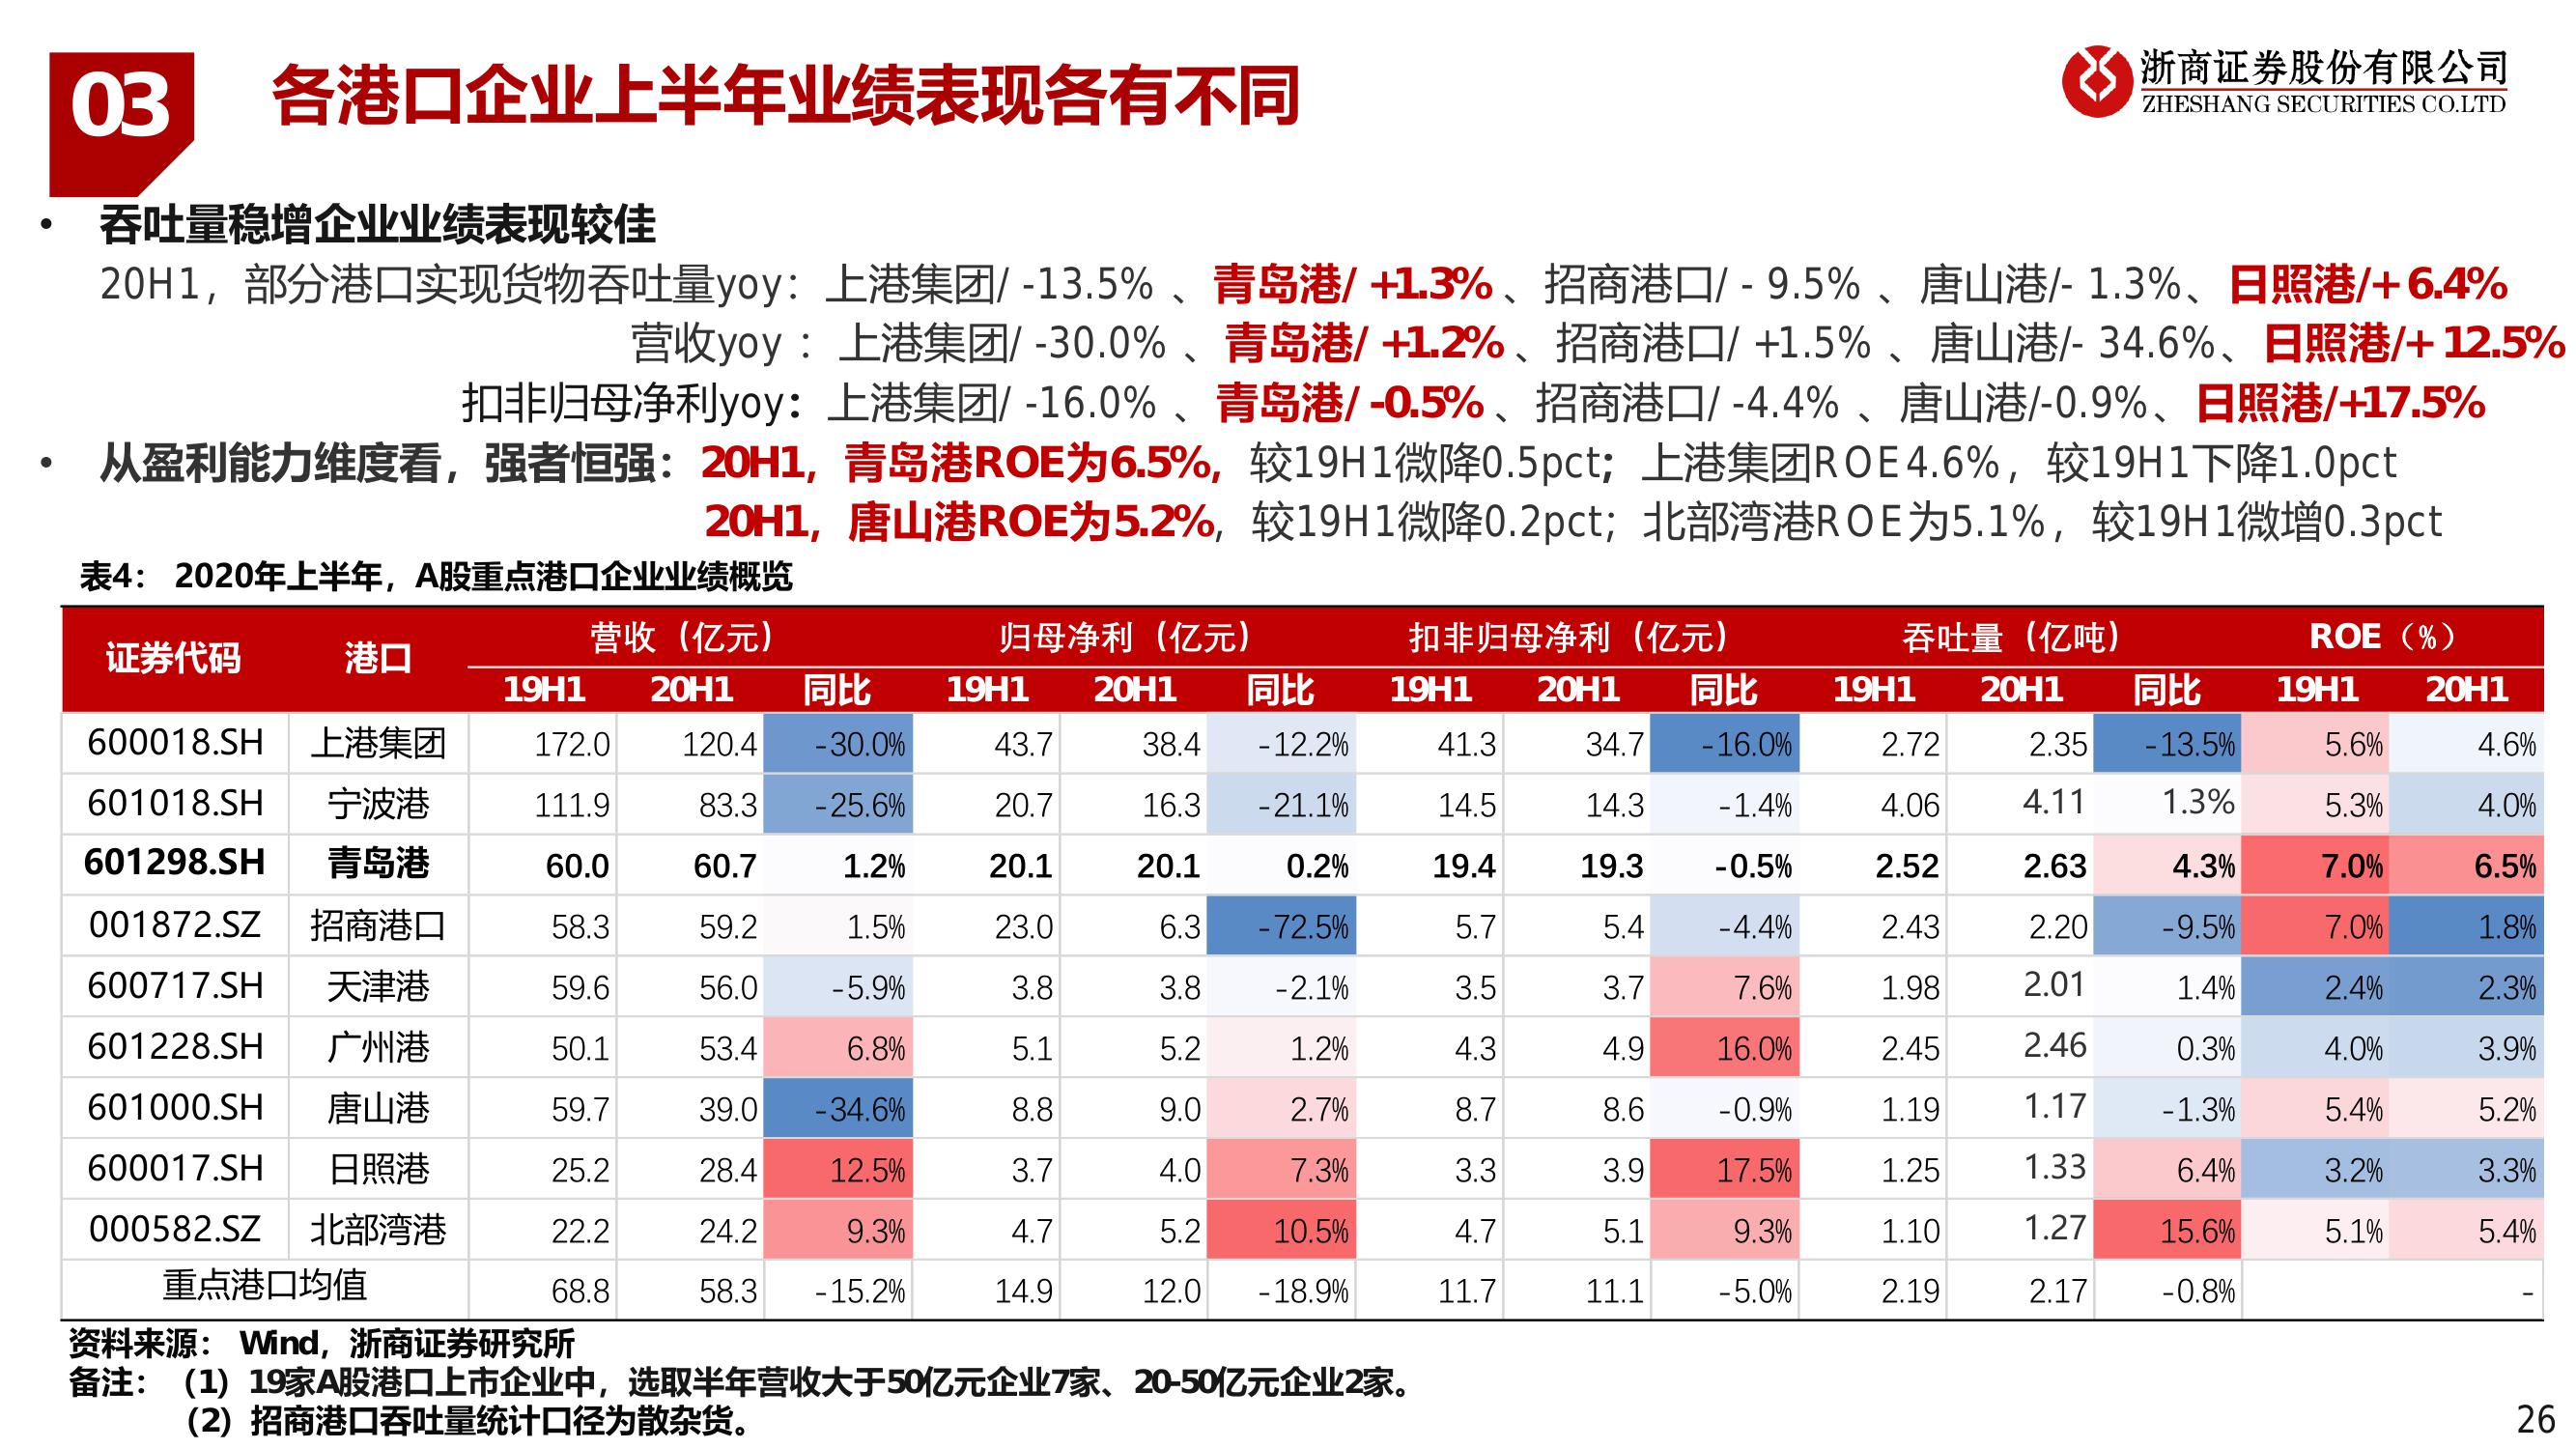 03
各港口企业上半年业绩表现各有不同
浙商证券股份有限公司
ZHESHANG SECURITIES CO.LTD
• 吞吐量稳增企业业绩表现较佳
20H1，部分港口实现货物吞吐量yoy：上港集团/ -13.5% 、青岛港/ +1.3% 、招商港口/ - 9.5% 、唐山港/- 1.3%、日照港/+ 6.4%
营收yoy ：上港集团/ -30.0% 、青岛港/ +1.2% 、招商港口/ +1.5% 、唐山港/- 34.6%、日照港/+ 12.5%
扣非归母净利yoy：上港集团/ -16.0% 、青岛港/ -0.5% 、招商港口/ -4.4% 、唐山港/-0.9%、日照港/+17.5%
• 从盈利能力维度看，强者恒强：20H1，青岛港ROE为6.5%，较19H1微降0.5pct；上港集团ROE4.6%，较19H1下降1.0pct
20H1，唐山港ROE为5.2%，较19H1微降0.2pct；北部湾港ROE为5.1%，较19H1微增0.3pct
表4： 2020年上半年，A股重点港口企业业绩概览
证券代码 港口 营收（亿元） 归母净利（亿元） 扣非归母净利（亿元） 吞吐量（亿吨） ROE（%）
19H1 20H1 同比 19H1 20H1 同比 19H1 20H1 同比 19H1 20H1 同比 19H1 20H1
600018.SH 上港集团 172.0 120.4 -30.0% 43.7 38.4 -12.2% 41.3 34.7 -16.0% 2.72 2.35 -13.5% 5.6% 4.6%
601018.SH 宁波港 111.9 83.3 -25.6% 20.7 16.3 -21.1% 14.5 14.3 -1.4% 4.06 4.11 1.3% 5.3% 4.0%
601298.SH 青岛港 60.0 60.7 1.2% 20.1 20.1 0.2% 19.4 19.3 -0.5% 2.52 2.63 4.3% 7.0% 6.5%
001872.SZ 招商港口 58.3 59.2 1.5% 23.0 6.3 -72.5% 5.7 5.4 -4.4% 2.43 2.20 -9.5% 7.0% 1.8%
600717.SH 天津港 59.6 56.0 -5.9% 3.8 3.8 -2.1% 3.5 3.7 7.6% 1.98 2.01 1.4% 2.4% 2.3%
601228.SH 广州港 50.1 53.4 6.8% 5.1 5.2 1.2% 4.3 4.9 16.0% 2.45 2.46 0.3% 4.0% 3.9%
601000.SH 唐山港 59.7 39.0 -34.6% 8.8 9.0 2.7% 8.7 8.6 -0.9% 1.19 1.17 -1.3% 5.4% 5.2%
600017.SH 日照港 25.2 28.4 12.5% 3.7 4.0 7.3% 3.3 3.9 17.5% 1.25 1.33 6.4% 3.2% 3.3%
000582.SZ 北部湾港 22.2 24.2 9.3% 4.7 5.2 10.5% 4.7 5.1 9.3% 1.10 1.27 15.6% 5.1% 5.4%
重点港口均值 68.8 58.3 -15.2% 14.9 12.0 -18.9% 11.7 11.1 -5.0% 2.19 2.17 -0.8% -
资料来源： Wind，浙商证券研究所
备注：（1）19家A股港口上市企业中，选取半年营收大于50亿元企业7家、20-50亿元企业2家。
（2）招商港口吞吐量统计口径为散杂货。
26